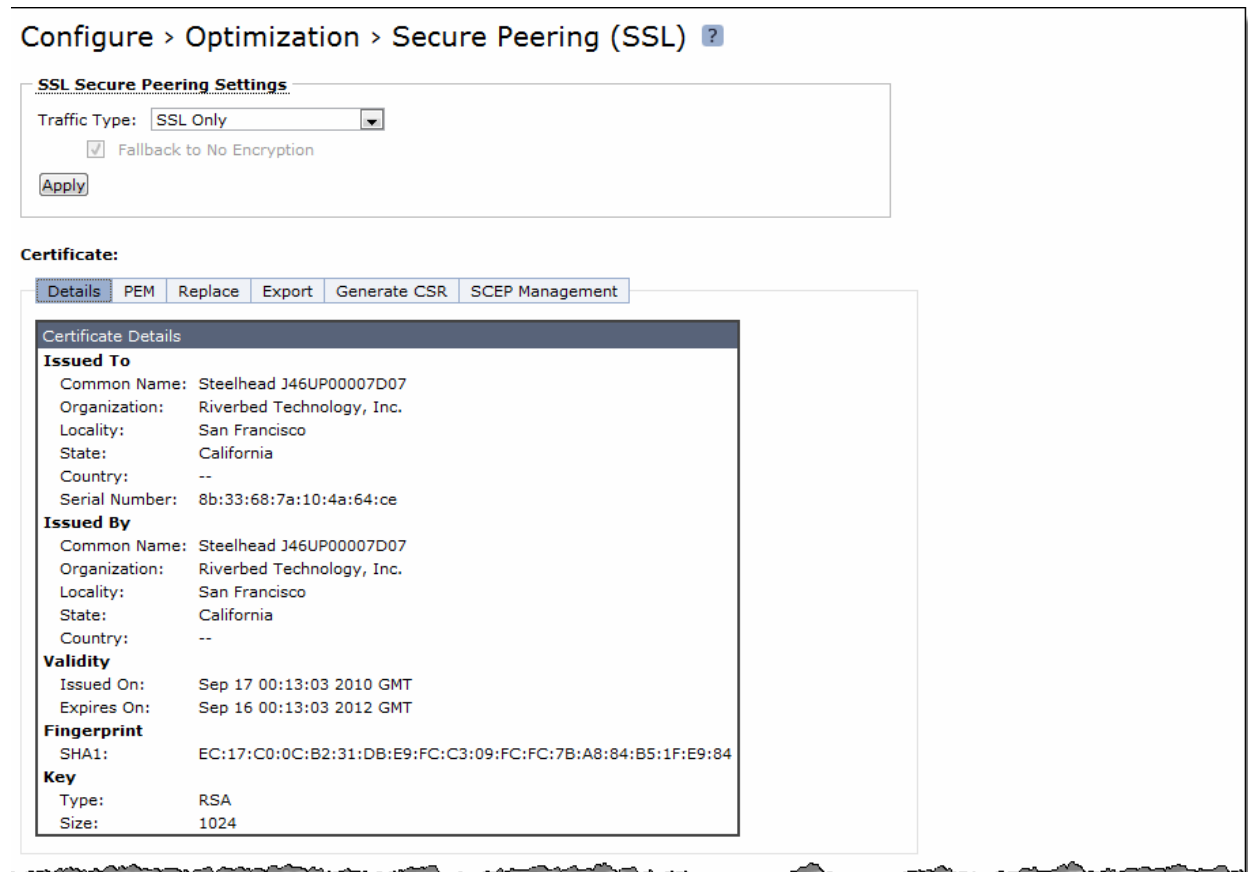 Configure › Optimization › Secure Peering (SSL) ?
SSL Secure Peering Settings
Traffic Type: SSL Only
Fallback to No Encryption
Apply
Certificate:
Details PEM Replace Export Generate CSR SCEP Management
Certificate Details
Issued To
Common Name: Steelhead J46UP00007D07
Organization: Riverbed Technology, Inc.
Locality: San Francisco
State: California
Country: --
Serial Number: 8b:33:68:7a:10:4a:64:ce
Issued By
Common Name: Steelhead J46UP00007D07
Organization: Riverbed Technology, Inc.
Locality: San Francisco
State: California
Country: --
Validity
Issued On: Sep 17 00:13:03 2010 GMT
Expires On: Sep 16 00:13:03 2012 GMT
Fingerprint
SHA1: EC:17:C0:0C:B2:31:DB:E9:FC:C3:09:FC:FC:7B:A8:84:B5:1F:E9:84
Key
Type: RSA
Size: 1024